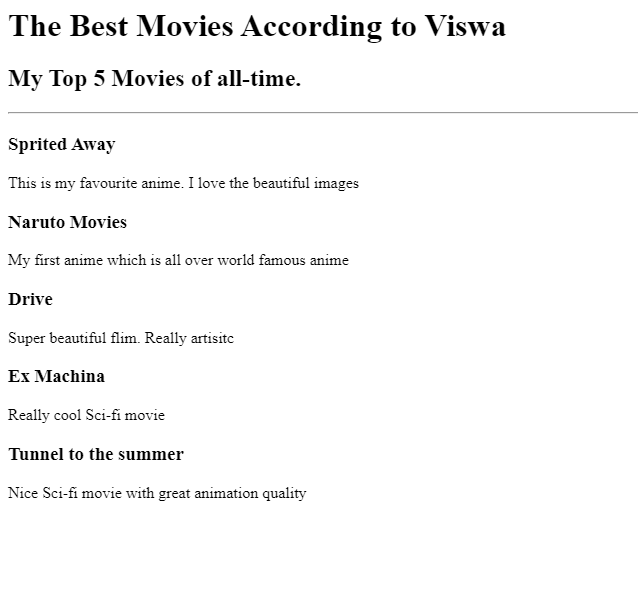 The Best Movies According to Viswa
My Top 5 Movies of all-time.
Sprited Away
This is my favourite anime. I love the beautiful images
Naruto Movies
My first anime which is all over world famous anime
Drive
Super beautiful flim. Really artisitc
Ex Machina
Really cool Sci-fi movie
Tunnel to the summer
Nice Sci-fi movie with great animation quality